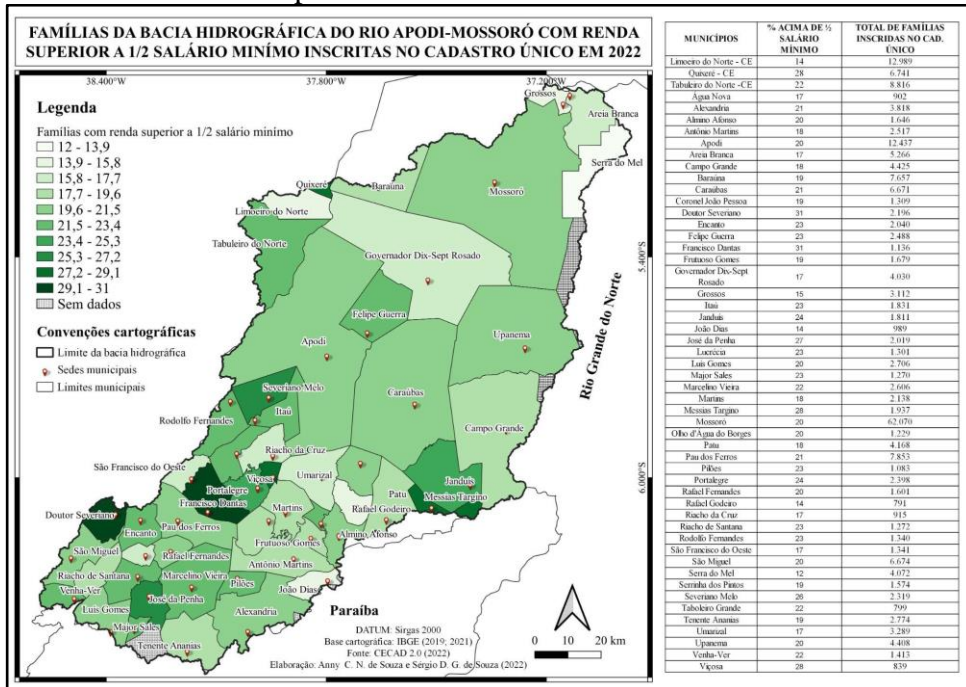 FAMÍLIAS DA BACIA HIDROGRÁFICA DO RIO APODI-MOSSORÓ COM RENDA
SUPERIOR A 1/2 SALÁRIO MINÍMO INSCRITAS NO CADASTRO ÚNICO EM 2022
38.400°W 37.800°W 37.200°W
Legenda
Famílias com renda superior a 1/2 salário minímo
12 - 13,9
13,9 - 15,8
15,8 - 17,7
17,7 - 19,6
19,6 - 21,5
21,5 - 23,4
23,4 - 25,3
25,3 - 27,2
27,2 - 29,1
29,1 - 31
Sem dados
Convenções cartográficas
Limite da bacia hidrográfica
Sedes municipais
Limites municipais
Grossos
Areia Branca
Serra do Mel
Mossoró
Baraúna
Quixeré
Limoeiro do Norte
Tabuleiro do Norte
5.400°S
Governador Dix-Sept Rosado
Rio Grande do Norte
Felipe Guerra
Upanema
Apodi
Severiano Melo
Caraúbas
Itaú
Rodolfo Fernandes
Campo Grande
Riacho da Cruz
São Francisco do Oeste
Umarizal
6.000°S
Viçosa
Portalegre
Janduís
Patu
Messias Targino
Francisco Dantas
Martins
Rafael Godeiro
Doutor Severiano
Encanto
Pau dos Ferros
Almino Afonso
Frutuoso Gomes
São Miguel
Rafael Fernandes
Antônio Martins
Riacho de Santana
Marcelino Vieira
Pilões
João Dias
Venha-Ver
José da Penha
Luís Gomes
Alexandria
Paraíba
Major Sales
Tenente Ananias
DATUM: Sirgas 2000
Base cartográfica: IBGE (2019; 2021)
Fonte: CECAD 2.0 (2022)
Elaboração: Anny C. N. de Souza e Sérgio D. G. de Souza (2022)
0 10 20 km
MUNICÍPIOS % ACIMA DE ½ SALÁRIO MÍNIMO TOTAL DE FAMÍLIAS INSCRIDAS NO CAD. ÚNICO
Limoeiro do Norte - CE 14 12.989
Quixeré - CE 28 6.741
Tabuleiro do Norte -CE 22 8.816
Água Nova 17 902
Alexandria 21 3.818
Almino Afonso 20 1.646
Antônio Martins 18 2.517
Apodi 20 12.437
Areia Branca 17 5.266
Campo Grande 18 4.425
Baraúna 19 7.657
Caraúbas 21 6.671
Coronel João Pessoa 19 1.309
Doutor Severiano 31 2.196
Encanto 23 2.040
Felipe Guerra 23 2.488
Francisco Dantas 31 1.136
Frutuoso Gomes 19 1.679
Governador Dix-Sept Rosado 17 4.030
Grossos 15 3.112
Itaú 23 1.831
Janduís 24 1.811
João Dias 14 989
José da Penha 27 2.019
Lucrécia 23 1.301
Luís Gomes 20 2.706
Major Sales 23 1.270
Marcelino Vieira 22 2.606
Martins 18 2.138
Messias Targino 28 1.937
Mossoró 20 62.070
Olho d'Água do Borges 20 1.229
Patu 18 4.168
Pau dos Ferros 21 7.853
Pilões 23 1.083
Portalegre 24 2.398
Rafael Fernandes 20 1.601
Rafael Godeiro 14 791
Riacho da Cruz 17 915
Riacho de Santana 23 1.272
Rodolfo Fernandes 23 1.340
São Francisco do Oeste 17 1.341
São Miguel 20 6.674
Serra do Mel 12 4.072
Serrinha dos Pintos 19 1.574
Severiano Melo 26 2.319
Taboleiro Grande 22 799
Tenente Ananias 19 2.774
Umarizal 17 3.289
Upanema 20 4.408
Venha-Ver 22 1.413
Viçosa 28 839